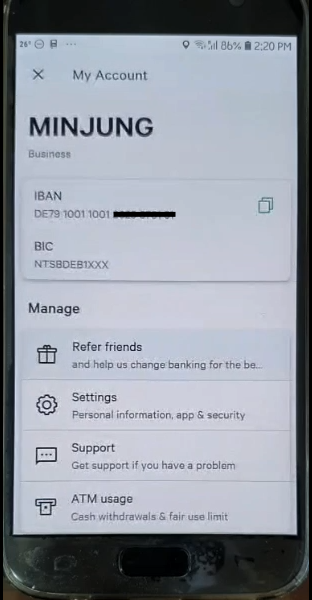 26° ...
86% 2:20 PM
My Account
MINJUNG
Business
IBAN
DE79 1001 1001
BIC
NTSBDEB1XXX
Manage
Refer friends
and help us change banking for the be...
Settings
Personal information, app & security
Support
Get support if you have a problem
ATM usage
Cash withdrawals & fair use limit